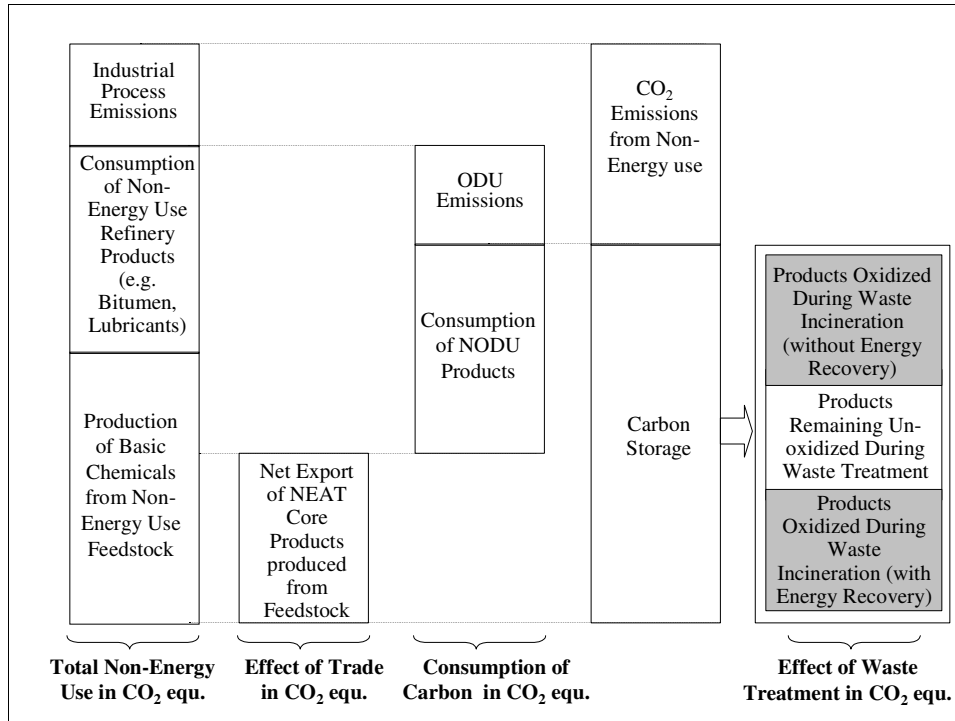 Industrial
Process
Emissions
Consumption
of Non-
Energy Use
Refinery
Products
(e.g.
Bitumen,
Lubricants)
Production
of Basic
Chemicals
from Non-
Energy Use
Feedstock
Net Export
of NEAT
Core
Products
produced
from
Feedstock
ODU
Emissions
Consumption
of NODU
Products
CO₂
Emissions
from Non-
Energy use
Carbon
Storage
Products Oxidized
During Waste
Incineration
(without Energy
Recovery)
Products
Remaining Un-
oxidized During
Waste Treatment
Products
Oxidized During
Waste
Incineration (with
Energy Recovery)
Total Non-Energy
Use in CO₂ equ.
Effect of Trade
in CO₂ equ.
Consumption of
Carbon in CO₂ equ.
Effect of Waste
Treatment in CO₂ equ.